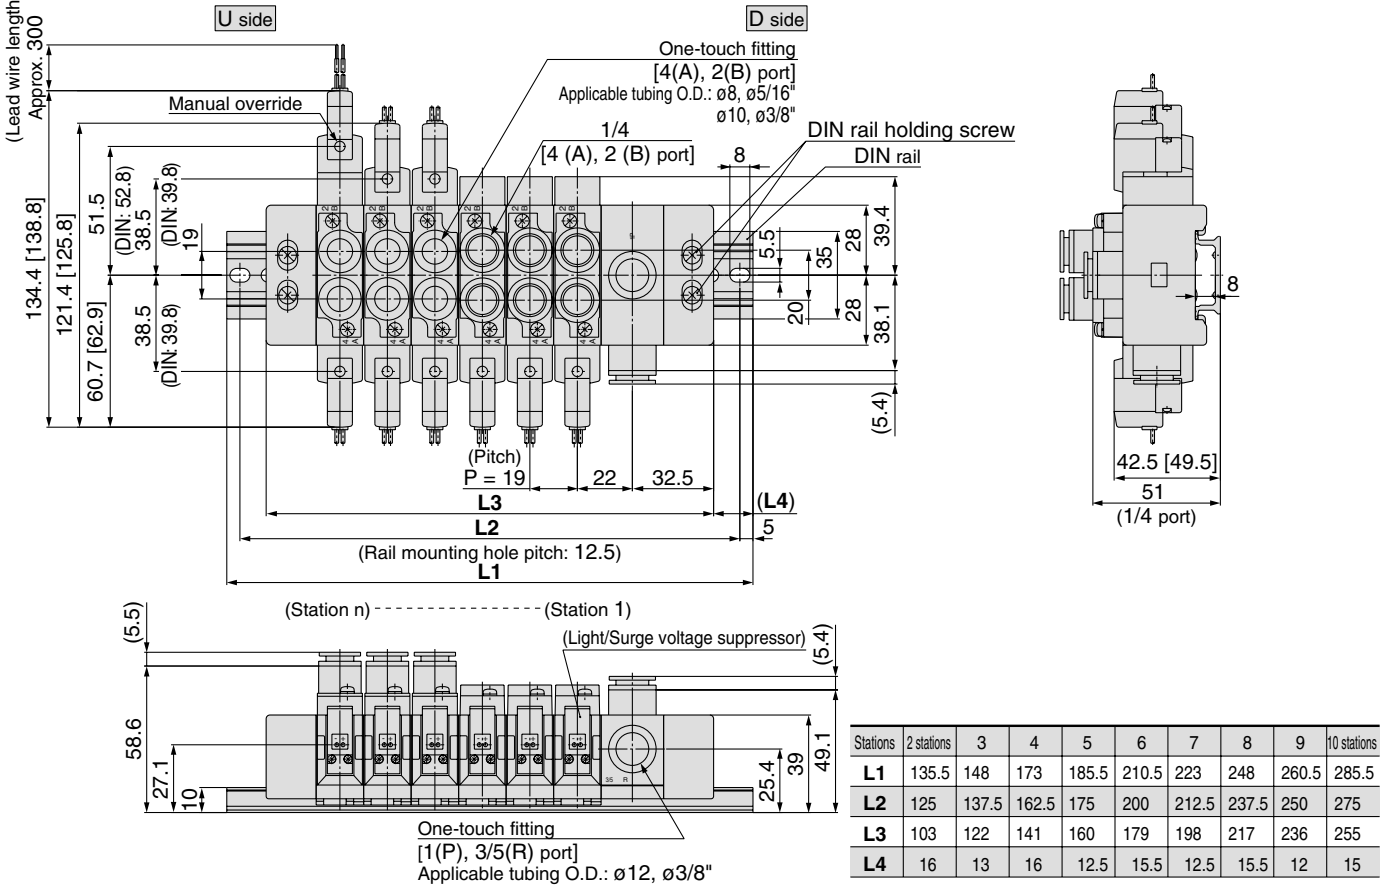 U side
D side
(Lead wire length)
Approx. 300
Manual override
One-touch fitting
[4(A), 2(B) port]
Applicable tubing O.D.: ø8, ø5/16"
ø10, ø3/8"
1/4
[4 (A), 2 (B) port]
DIN rail holding screw
DIN rail
8
134.4 [138.8]
121.4 [125.8]
60.7 [62.9]
51.5
(DIN: 52.8)
38.5
(DIN: 39.8)
19
38.5
(DIN: 39.8)
5.5
35
20
28
28
39.4
38.1
(5.4)
8
42.5 [49.5]
51
(1/4 port)
(Pitch)
P = 19
22
32.5
L3
(L4)
L2
5
(Rail mounting hole pitch: 12.5)
L1
(Station n)
(Station 1)
(Light/Surge voltage suppressor)
(5.5)
58.6
27.1
10
(5.4)
25.4
39
49.1
35 R
One-touch fitting
[1(P), 3/5(R) port]
Applicable tubing O.D.: ø12, ø3/8"
Stations 2 stations 3 4 5 6 7 8 9 10 stations
L1 135.5 148 173 185.5 210.5 223 248 260.5 285.5
L2 125 137.5 162.5 175 200 212.5 237.5 250 275
L3 103 122 141 160 179 198 217 236 255
L4 16 13 16 12.5 15.5 12.5 15.5 12 15